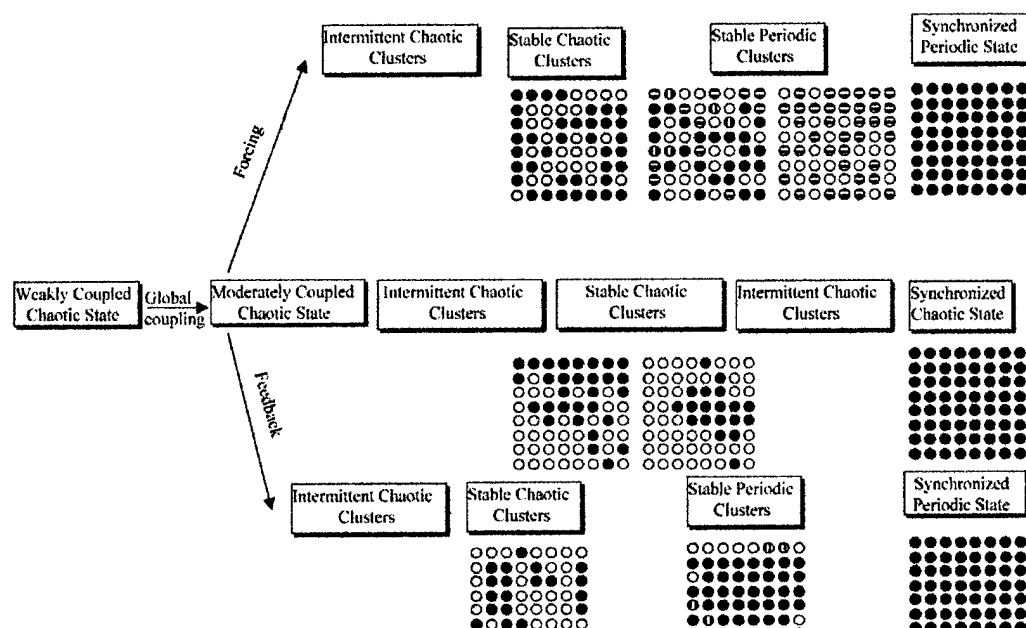 Intermittent Chaotic
Clusters
Stable Chaotic
Clusters
Stable Periodic
Clusters
Synchronized
Periodic State
Forcing
Weakly Coupled
Chaotic State
Global
coupling
Moderately Coupled
Chaotic State
Intermittent Chaotic
Clusters
Stable Chaotic
Clusters
Intermittent Chaotic
Clusters
Synchronized
Chaotic State
Feedback
Intermittent Chaotic
Clusters
Stable Chaotic
Clusters
Stable Periodic
Clusters
Synchronized
Periodic State